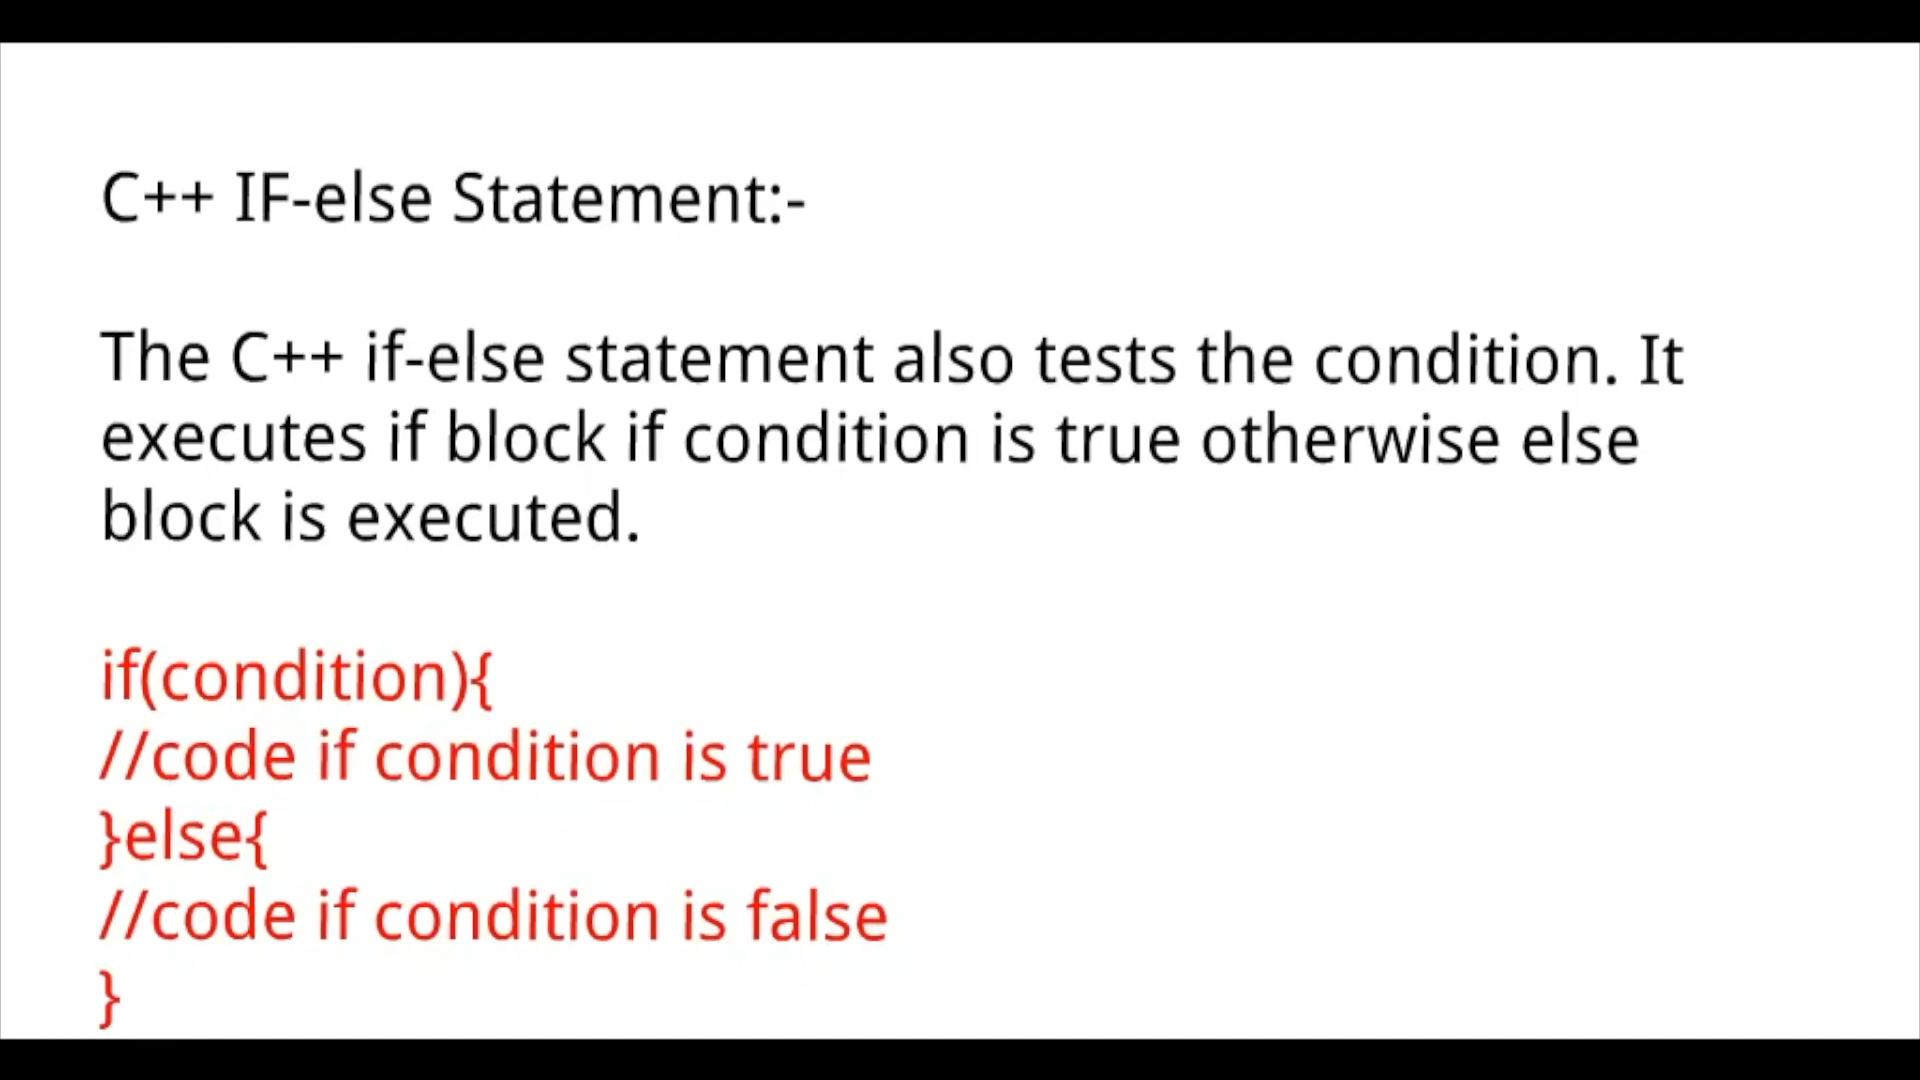 C++ IF-else Statement:-
The C++ if-else statement also tests the condition. It
executes if block if condition is true otherwise else
block is executed.
if(condition){
//code if condition is true
}else{
//code if condition is false
}